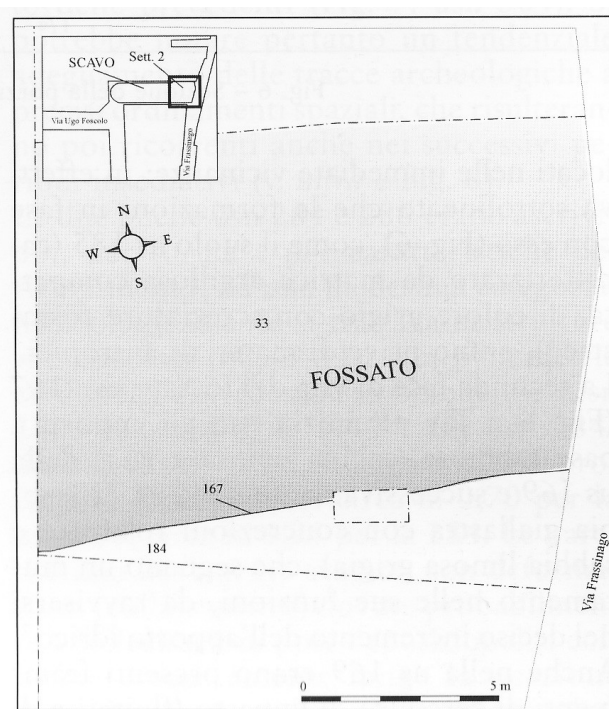 Sett. 2
SCAVO
Via Ugo Foscolo
Via Frassinago
N
W E
S
33
FOSSATO
167
184
Via Frassinago
0 5 m